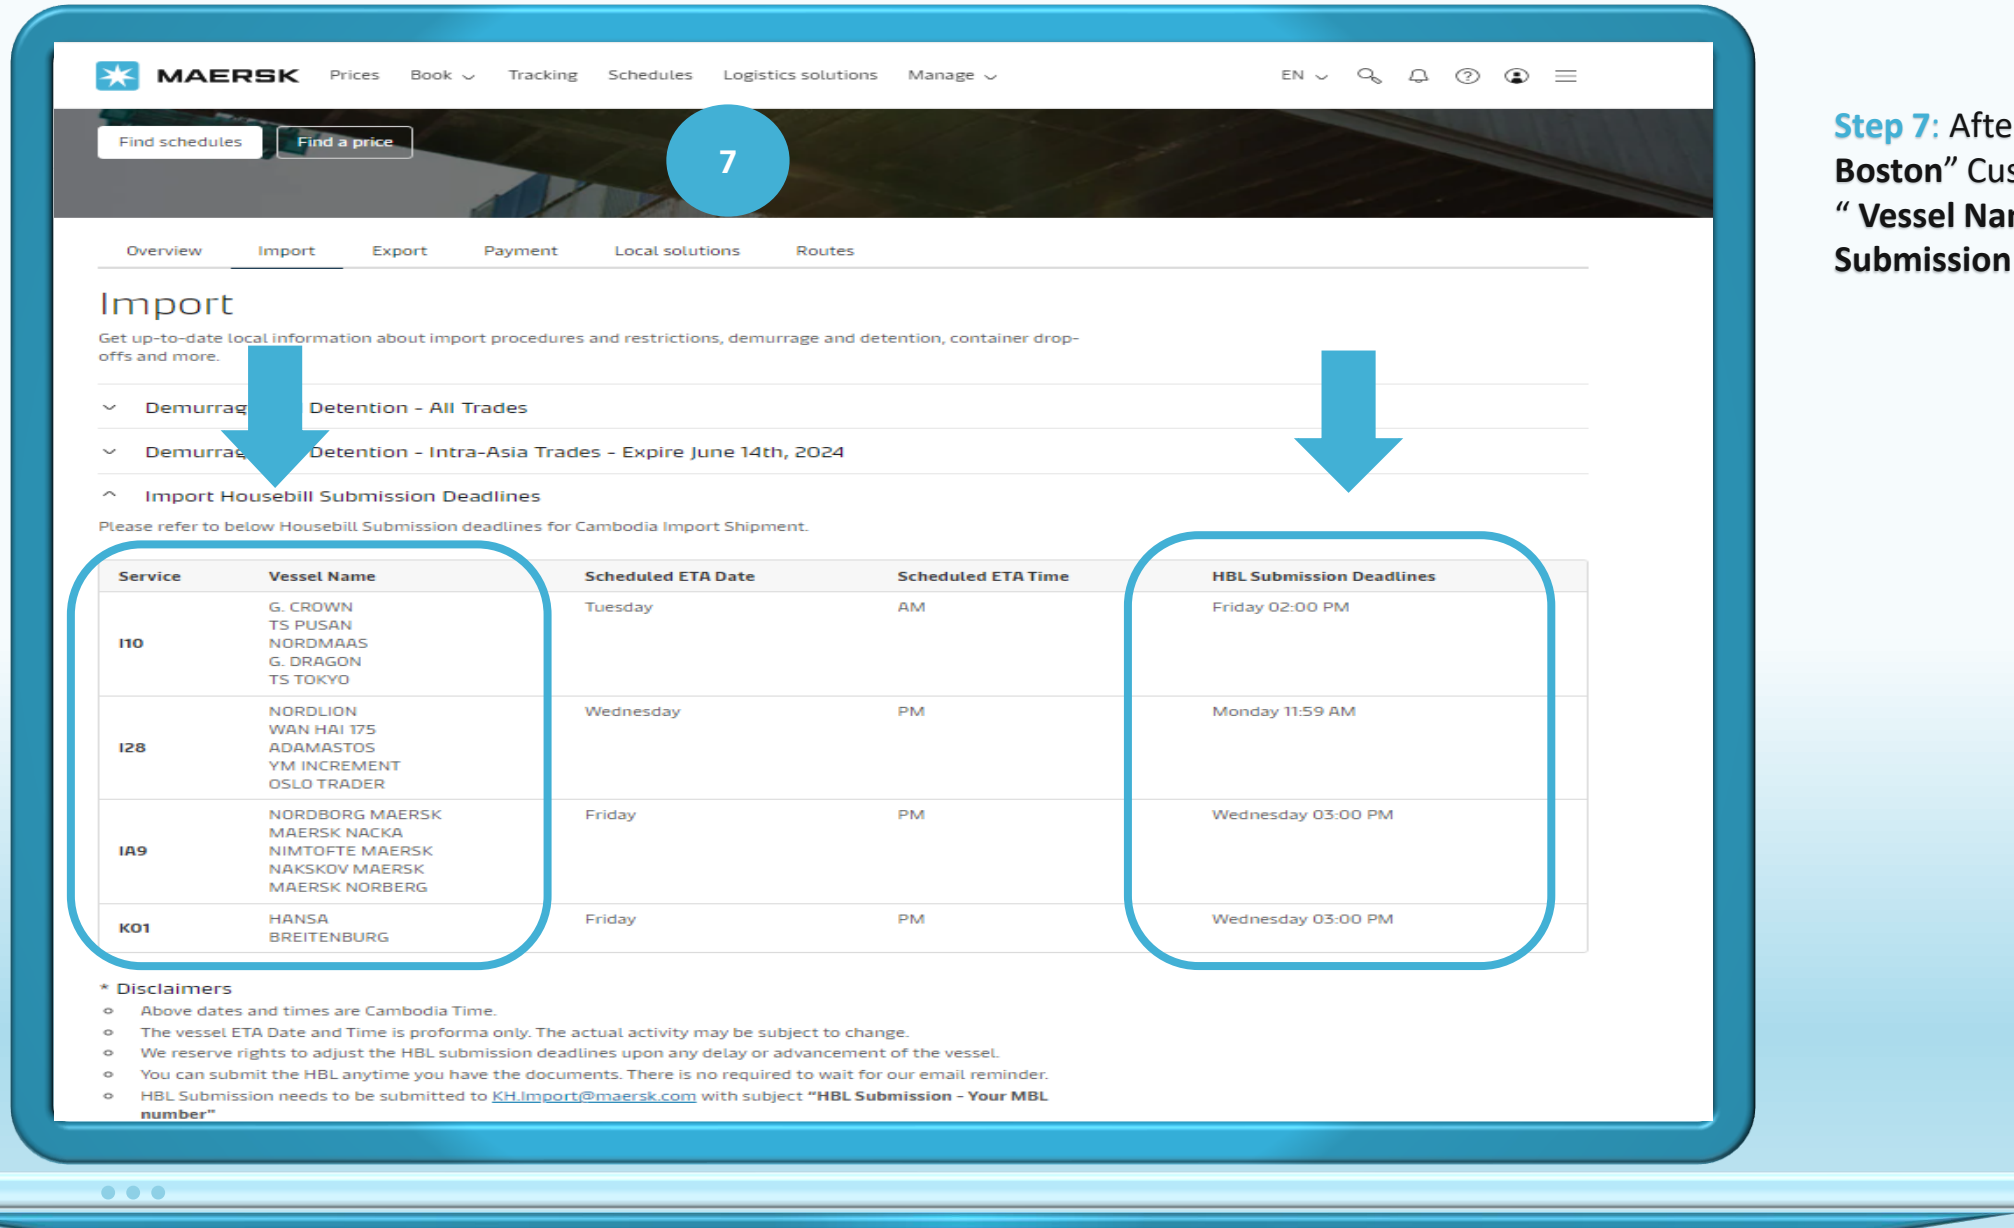 MAERSK Prices Book Tracking Schedules Logistics solutions Manage EN
Find schedules Find a price
7
Overview Import Export Payment Local solutions Routes
Import
Get up-to-date local information about import procedures and restrictions, demurrage and detention, container drop-
offs and more.
Detention - All Trades
Detention - Intra-Asia Trades - Expire June 14th, 2024
Import Housebill Submission Deadlines
Please refer to below Housebill Submission deadlines for Cambodia Import Shipment.
Service Vessel Name Scheduled ETA Date Scheduled ETA Time HBL Submission Deadlines
I10
G. CROWN Tuesday AM Friday 02:00 PM
TS PUSAN
NORDMAAS
G. DRAGON
TS TOKYO
I28
NORDLION Wednesday PM Monday 11:59 AM
WAN HAI 175
ADAMASTOS
YM INCREMENT
OSLO TRADER
IA9
NORDBORG MAERSK Friday PM Wednesday 03:00 PM
MAERSK NACKA
NIMTOFTE MAERSK
NAKSKOV MAERSK
MAERSK NORBERG
K01
HANSA Friday PM Wednesday 03:00 PM
BREITENBURG
* Disclaimers
Above dates and times are Cambodia Time.
The vessel ETA Date and Time is proforma only. The actual activity may be subject to change.
We reserve rights to adjust the HBL submission deadlines upon any delay or advancement of the vessel.
You can submit the HBL anytime you have the documents. There is no required to wait for our email reminder.
HBL Submission needs to be submitted to KH.Import@maersk.com with subject "HBL Submission - Your MBL
number"
Step 7:
Boston"
" Vessel
Submission